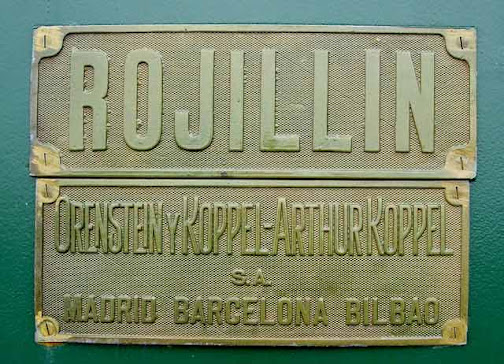 ROJILLIN
ORENSTEIN Y KOPPEL-ARTHUR KOPPEL
S.A.
MADRID BARCELONA BILBAO